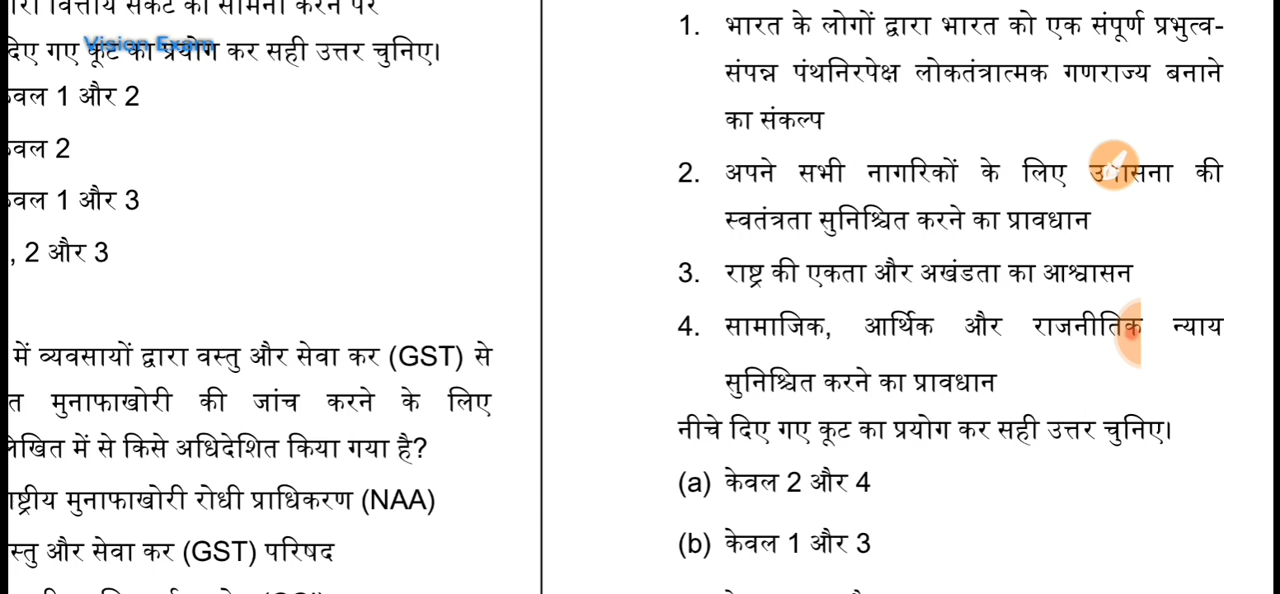 दिए गए कूट का प्रयोग कर सही उत्तर चुनिए।
Vision Exam
1 और 2
2
1 और 3
, 2 और 3
में व्यवसायों द्वारा वस्तु और सेवा कर (GST) से
मुनाफाखोरी की जांच करने के लिए
में से किसे अधिदेशित किया गया है?
मुनाफाखोरी रोधी प्राधिकरण (NAA)
और सेवा कर (GST) परिषद
1. भारत के लोगों द्वारा भारत को एक संपूर्ण प्रभुत्व-
संपन्न पंथनिरपेक्ष लोकतंत्रात्मक गणराज्य बनाने
का संकल्प
2. अपने सभी नागरिकों के लिए उपासना की
स्वतंत्रता सुनिश्चित करने का प्रावधान
3. राष्ट्र की एकता और अखंडता का आश्वासन
4. सामाजिक, आर्थिक और राजनीतिक न्याय
सुनिश्चित करने का प्रावधान
नीचे दिए गए कूट का प्रयोग कर सही उत्तर चुनिए।
(a) केवल 2 और 4
(b) केवल 1 और 3